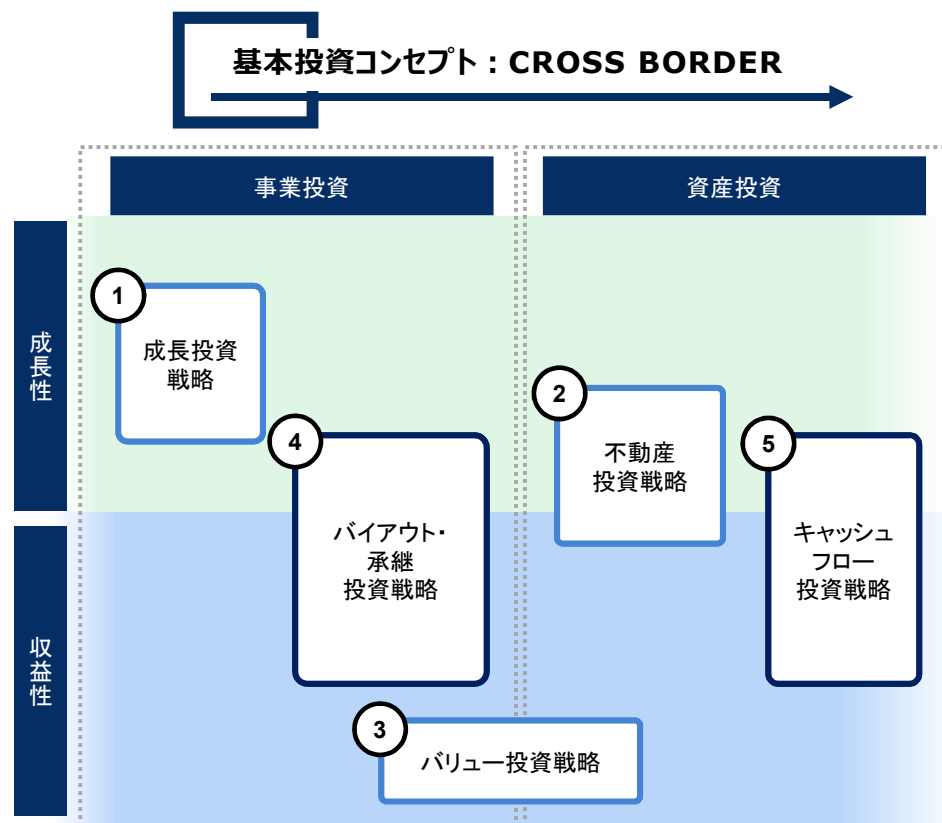 基本投資コンセプト：CROSS BORDER
事業投資
資産投資
成長性
1
成長投資
戦略
2
不動産
投資戦略
4
バイアウト・
承継
投資戦略
5
キャッシュ
フロー
投資戦略
収益性
3
バリュー投資戦略